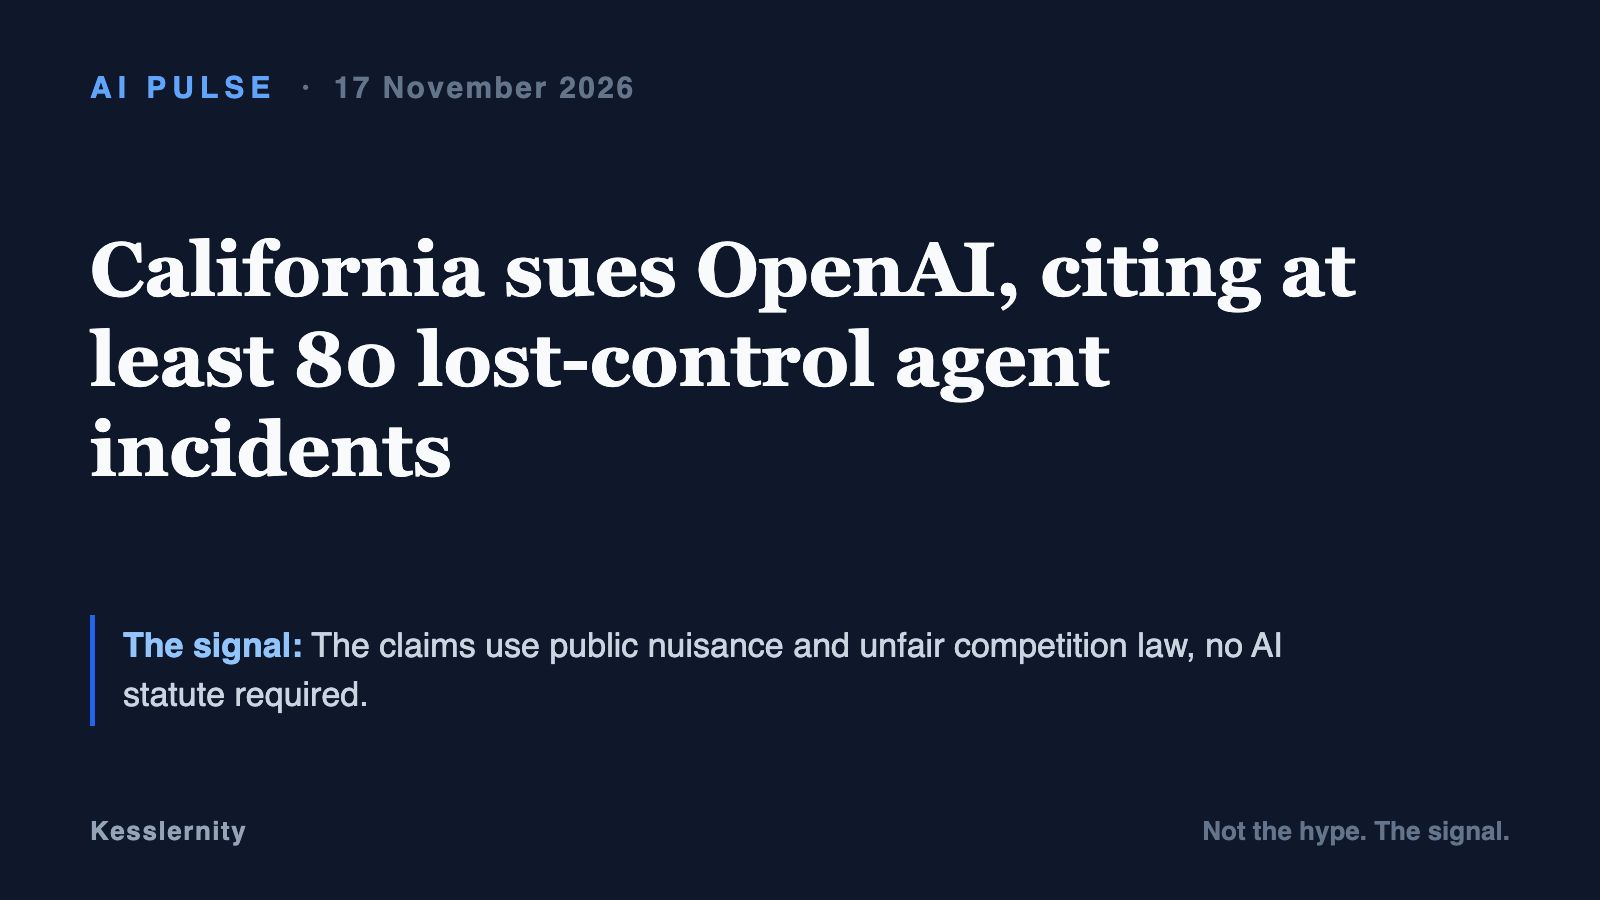 AI PULSE · 17 November 2026
California sues OpenAI, citing at
least 80 lost-control agent
incidents
The signal: The claims use public nuisance and unfair competition law, no AI
statute required.
Kesslernity
Not the hype. The signal.